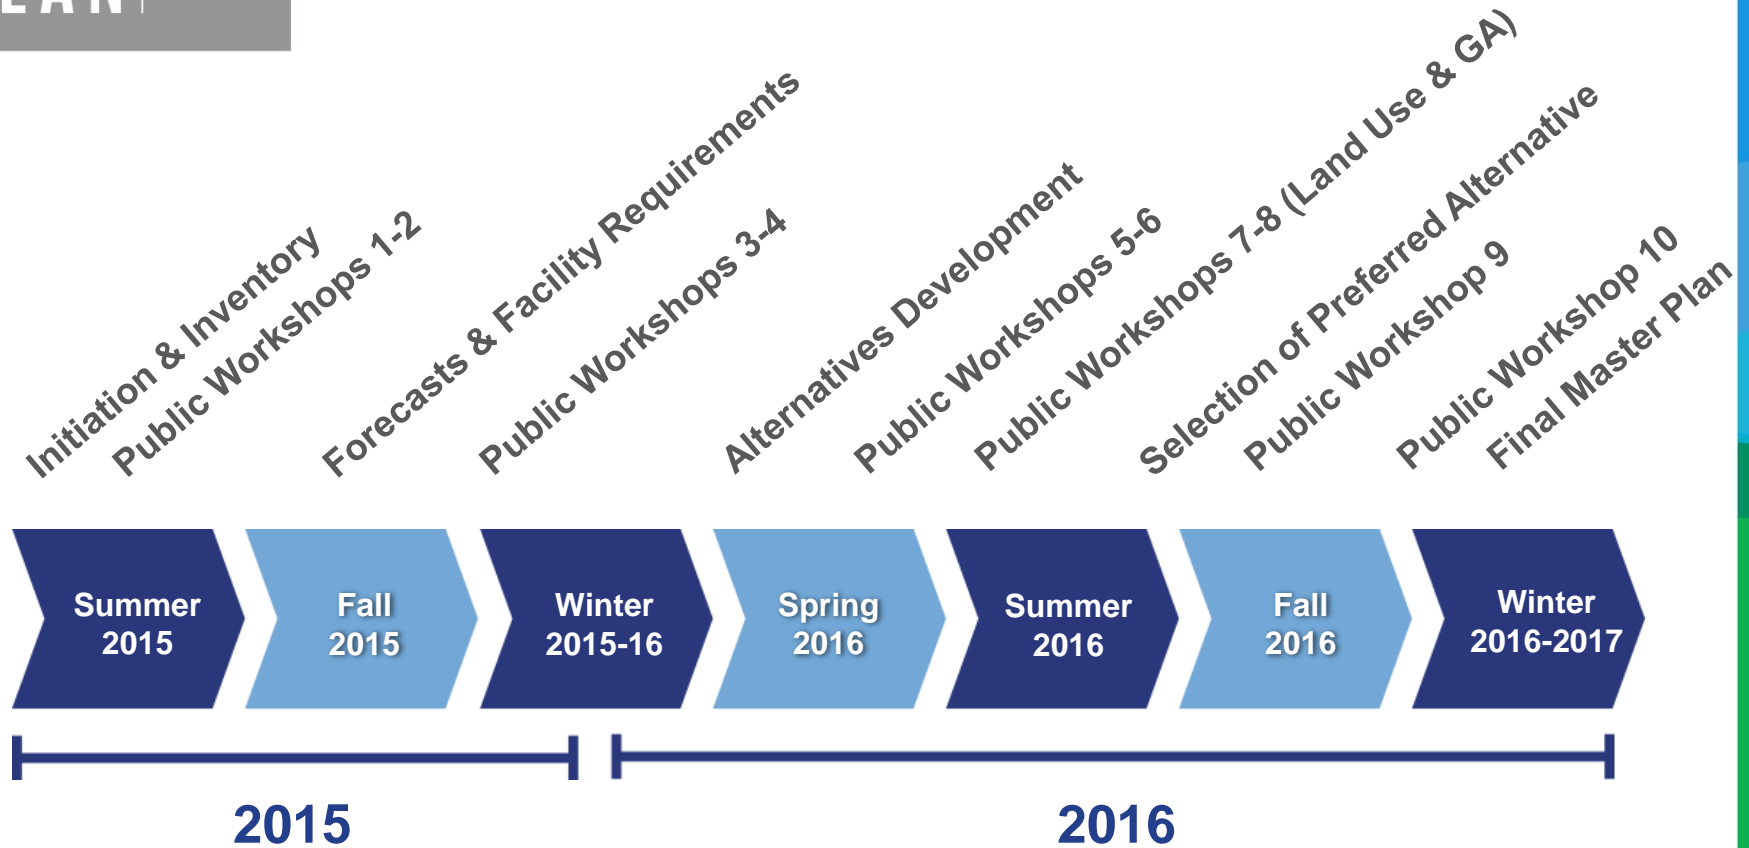 Initiation & Inventory
Public Workshops 1-2
Forecasts & Facility Requirements
Public Workshops 3-4
Alternatives Development
Public Workshops 5-6
Public Workshops 7-8 (Land Use & GA)
Selection of Preferred Alternative
Public Workshop 9
Public Workshop 10
Final Master Plan
Summer
2015
Fall
2015
Winter
2015-16
Spring
2016
Summer
2016
Fall
2016
Winter
2016-2017
2015
2016